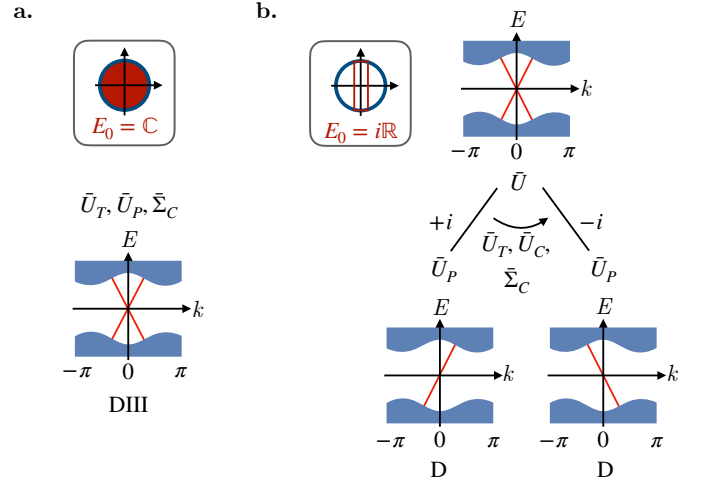 a.
E₀ = ℂ
Ū_T, Ū_P, Σ̄_C
E
k
−π 0 π
DIII
b.
E₀ = iℝ
E
k
−π 0 π
Ū
+i −i
Ū_T, Ū_C,
Σ̄_C
Ū_P Ū_P
E E
k k
−π 0 π −π 0 π
D D